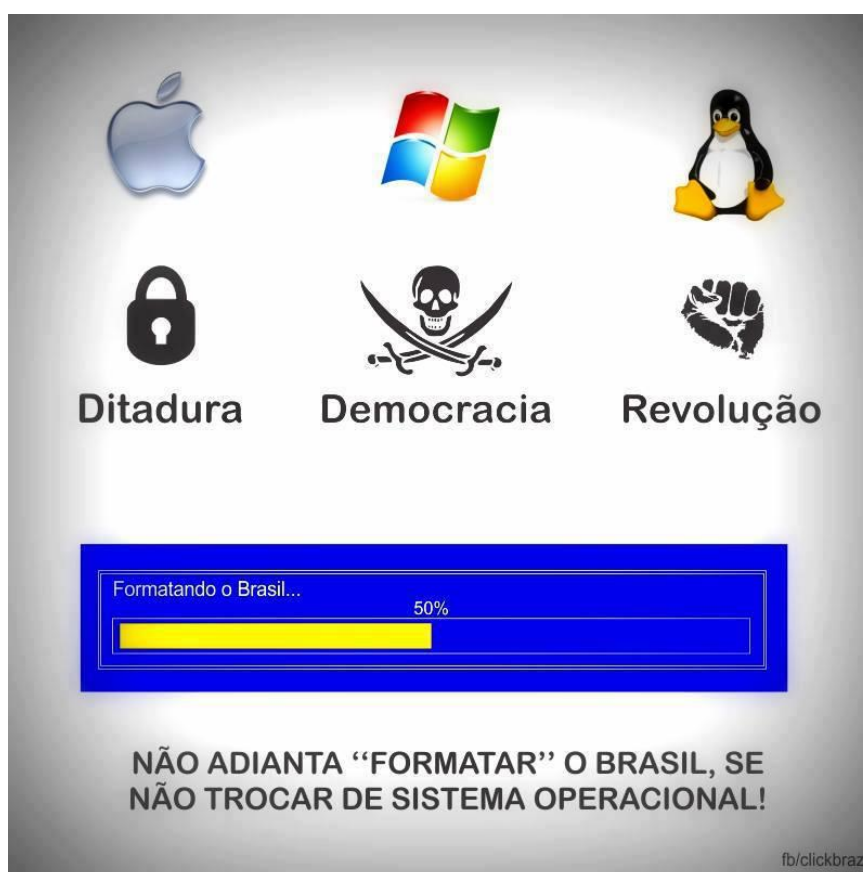 Ditadura Democracia Revolução
Formatando o Brasil...
50%
NÃO ADIANTA ‘‘FORMATAR’’ O BRASIL, SE
NÃO TROCAR DE SISTEMA OPERACIONAL!
fb/clickbraz